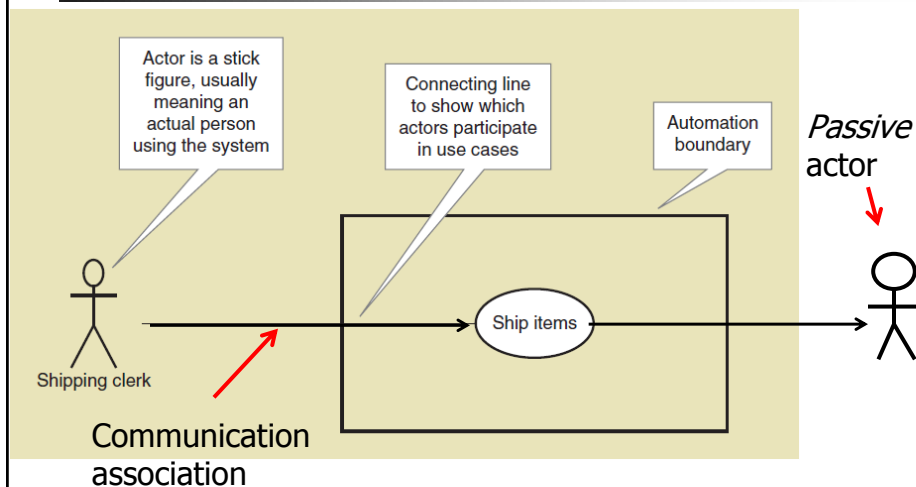 Actor is a stick
figure, usually
meaning an
actual person
using the system
Connecting line
to show which
actors participate
in use cases
Automation
boundary
Passive
actor
Ship items
Shipping clerk
Communication
association